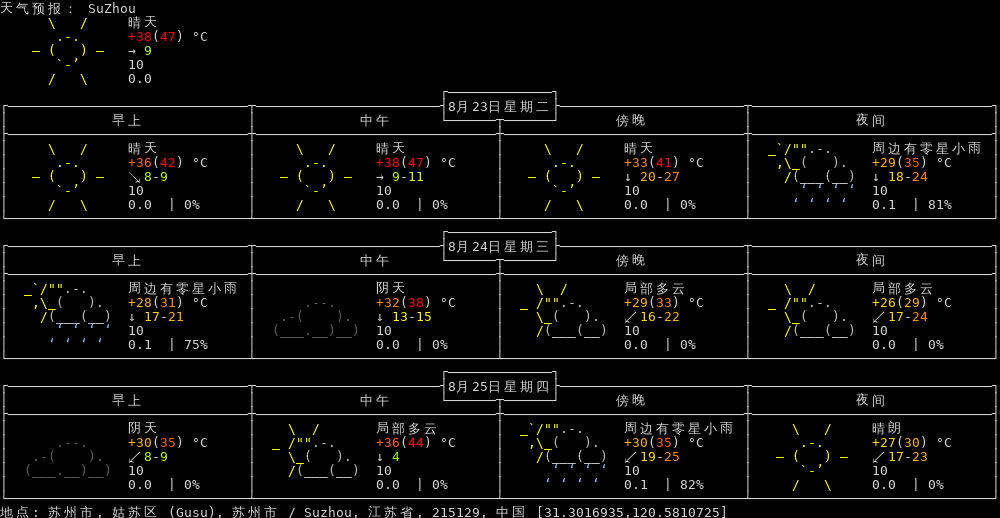 天气预报： SuZhou
晴天
+38(47) °C
→ 9
10
0.0
8月23日星期二
早上 中午 傍晚 夜间
晴天 晴天 晴天 周边有零星小雨
+36(42) °C +38(47) °C +33(41) °C +29(35) °C
↘ 8-9 → 9-11 ↓ 20-27 ↓ 18-24
10 10 10 10
0.0 | 0% 0.0 | 0% 0.0 | 0% 0.1 | 81%
8月24日星期三
早上 中午 傍晚 夜间
周边有零星小雨 阴天 局部多云 局部多云
+28(31) °C +32(38) °C +29(33) °C +26(29) °C
↓ 17-21 ↓ 13-15 ↙ 16-22 ↙ 17-24
10 10 10 10
0.1 | 75% 0.0 | 0% 0.0 | 0% 0.0 | 0%
8月25日星期四
早上 中午 傍晚 夜间
阴天 局部多云 周边有零星小雨 晴朗
+30(35) °C +36(44) °C +30(35) °C +27(30) °C
↙ 8-9 ↓ 4 ↙ 19-25 ↙ 17-23
10 10 10 10
0.0 | 0% 0.0 | 0% 0.1 | 82% 0.0 | 0%
地点: 苏州市, 姑苏区 (Gusu), 苏州市 / Suzhou, 江苏省, 215129, 中国 [31.3016935,120.5810725]